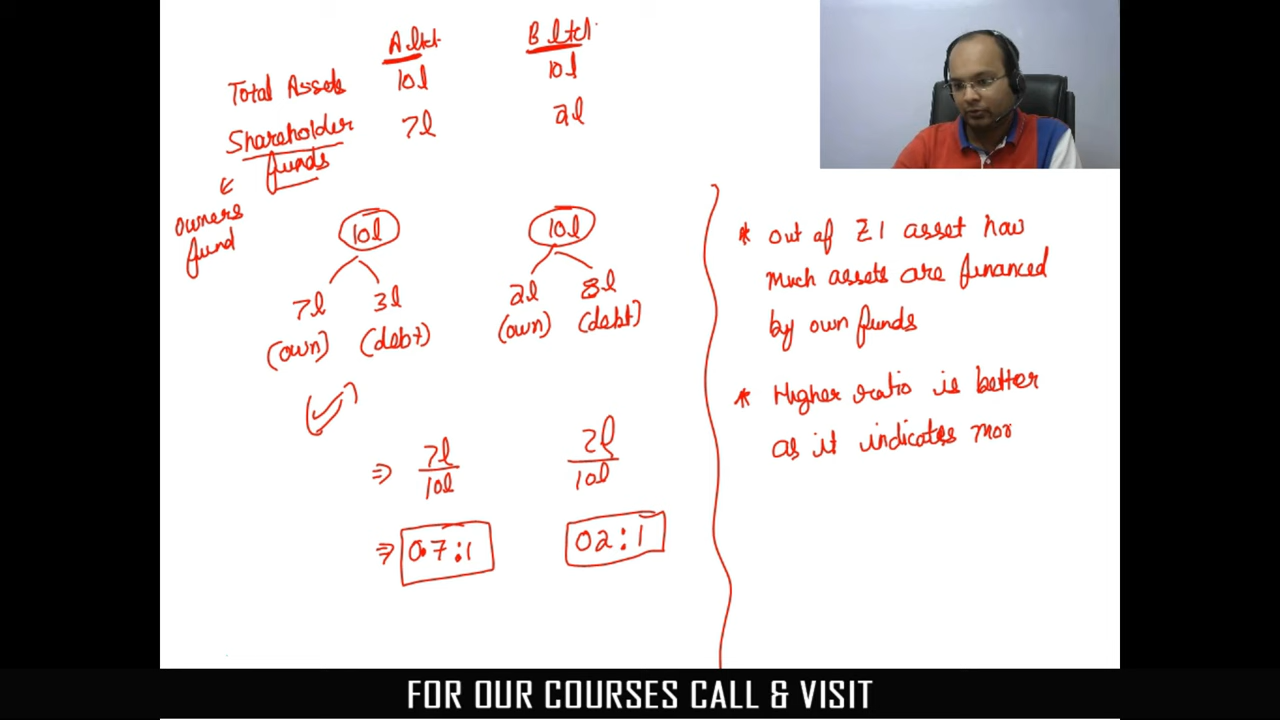 A ltd. B ltd.
Total Assets 10l 10l
Shareholder funds 7l 2l
owners fund
10l 10l
7l 3l 2l 8l
(own) (debt) (own) (debt)
⇒ 7l/10l 2l/10l
⇒ 0.7:1 02:1
* out of ₹1 asset how
much assets are financed
by own funds
* Higher ratio is better
as it indicates mor
FOR OUR COURSES CALL & VISIT